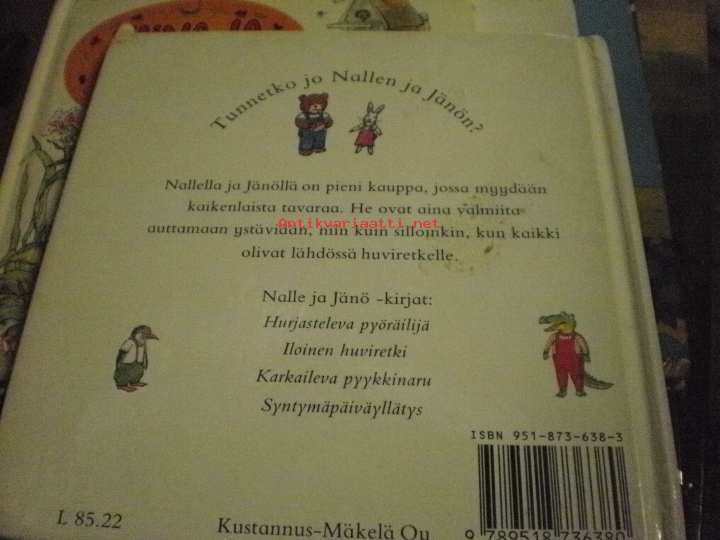 Tunnetko jo Nallen ja Jänön?
Nallella ja Jänöllä on pieni kauppa, jossa myydään
kaikenlaista tavaraa. He ovat aina valmiita
Antikvariaatti.net
auttamaan ystäviään, niin kuin silloinkin, kun kaikki
olivat lähdössä huviretkelle.
Nalle ja Jänö -kirjat:
Hurjasteleva pyöräilijä
Iloinen huviretki
Karkaileva pyykkinaru
Syntymäpäiväyllätys
ISBN 951-873-638-3
L 85.22
Kustannus-Mäkelä Oy
9 789518 736380